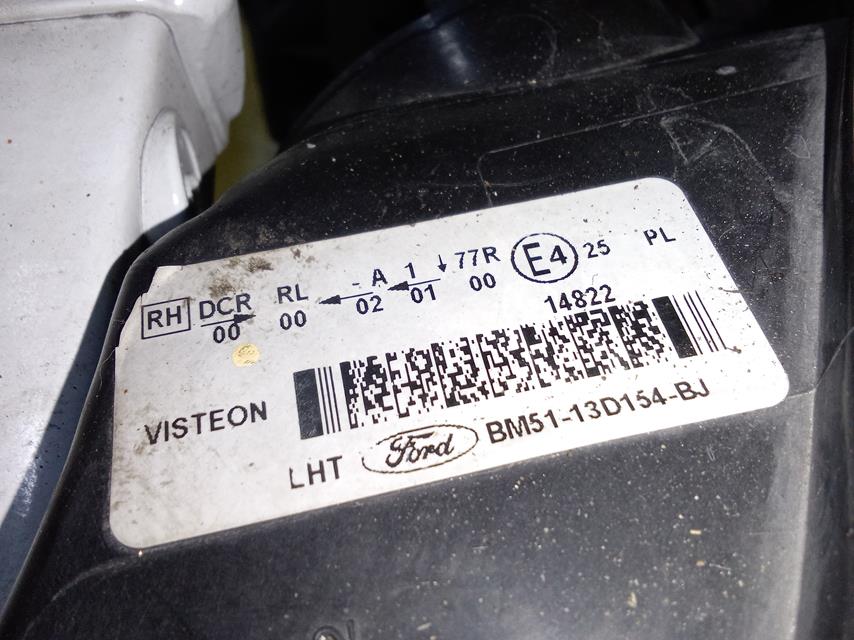 RH DCR RL - A 1 ↓ 77R E4 25 PL
00 00 02 01 00
14822
VISTEON
LHT Ford BM51-13D154-BJ